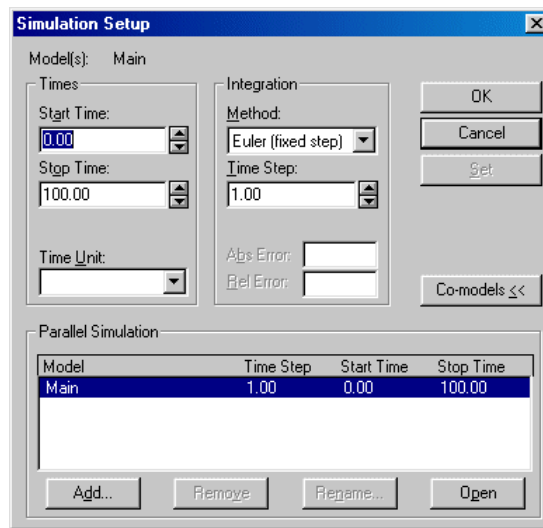 Simulation Setup
Model(s): Main
Times
Start Time:
0.00
Stop Time:
100.00
Time Unit:
Integration
Method:
Euler (fixed step)
Time Step:
1.00
Abs Error:
Rel Error:
OK
Cancel
Set
Co-models <<
Parallel Simulation
Model Time Step Start Time Stop Time
Main 1.00 0.00 100.00
Add... Remove Rename... Open